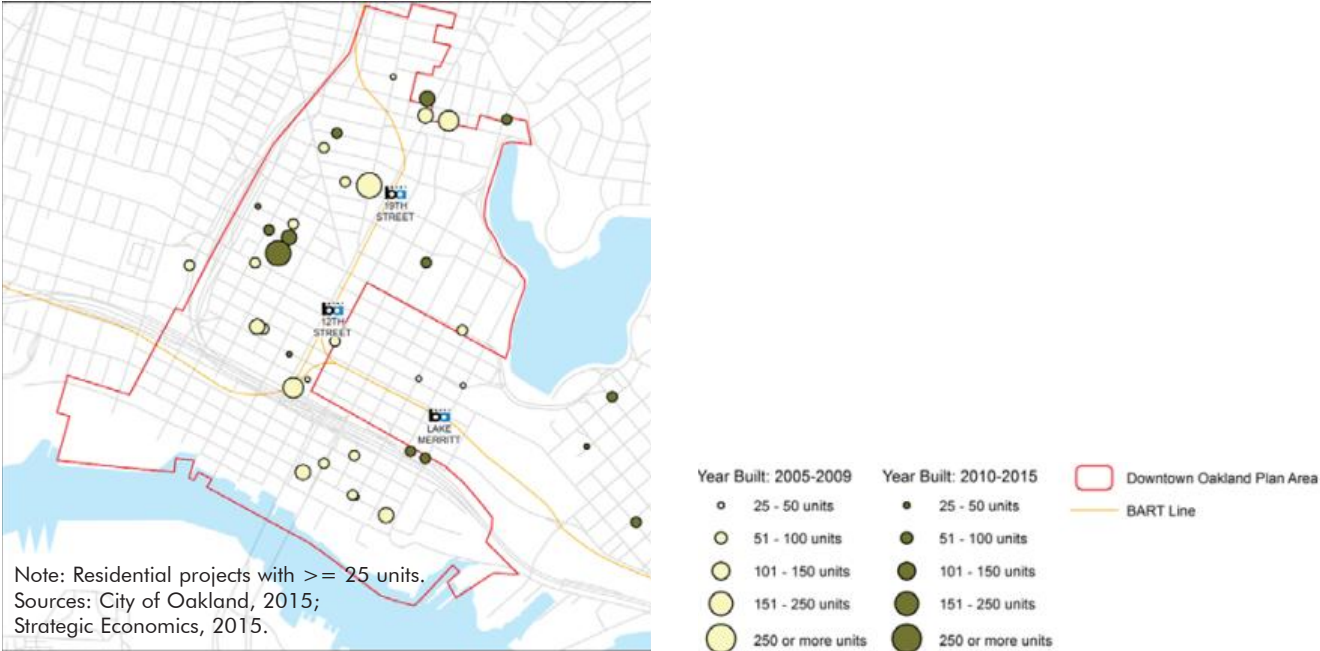 19TH
STREET
12TH
STREET
LAKE
MERRITT
Note: Residential projects with >= 25 units.
Sources: City of Oakland, 2015;
Strategic Economics, 2015.
Year Built: 2005-2009
25 - 50 units
51 - 100 units
101 - 150 units
151 - 250 units
250 or more units
Year Built: 2010-2015
25 - 50 units
51 - 100 units
101 - 150 units
151 - 250 units
250 or more units
Downtown Oakland Plan Area
BART Line